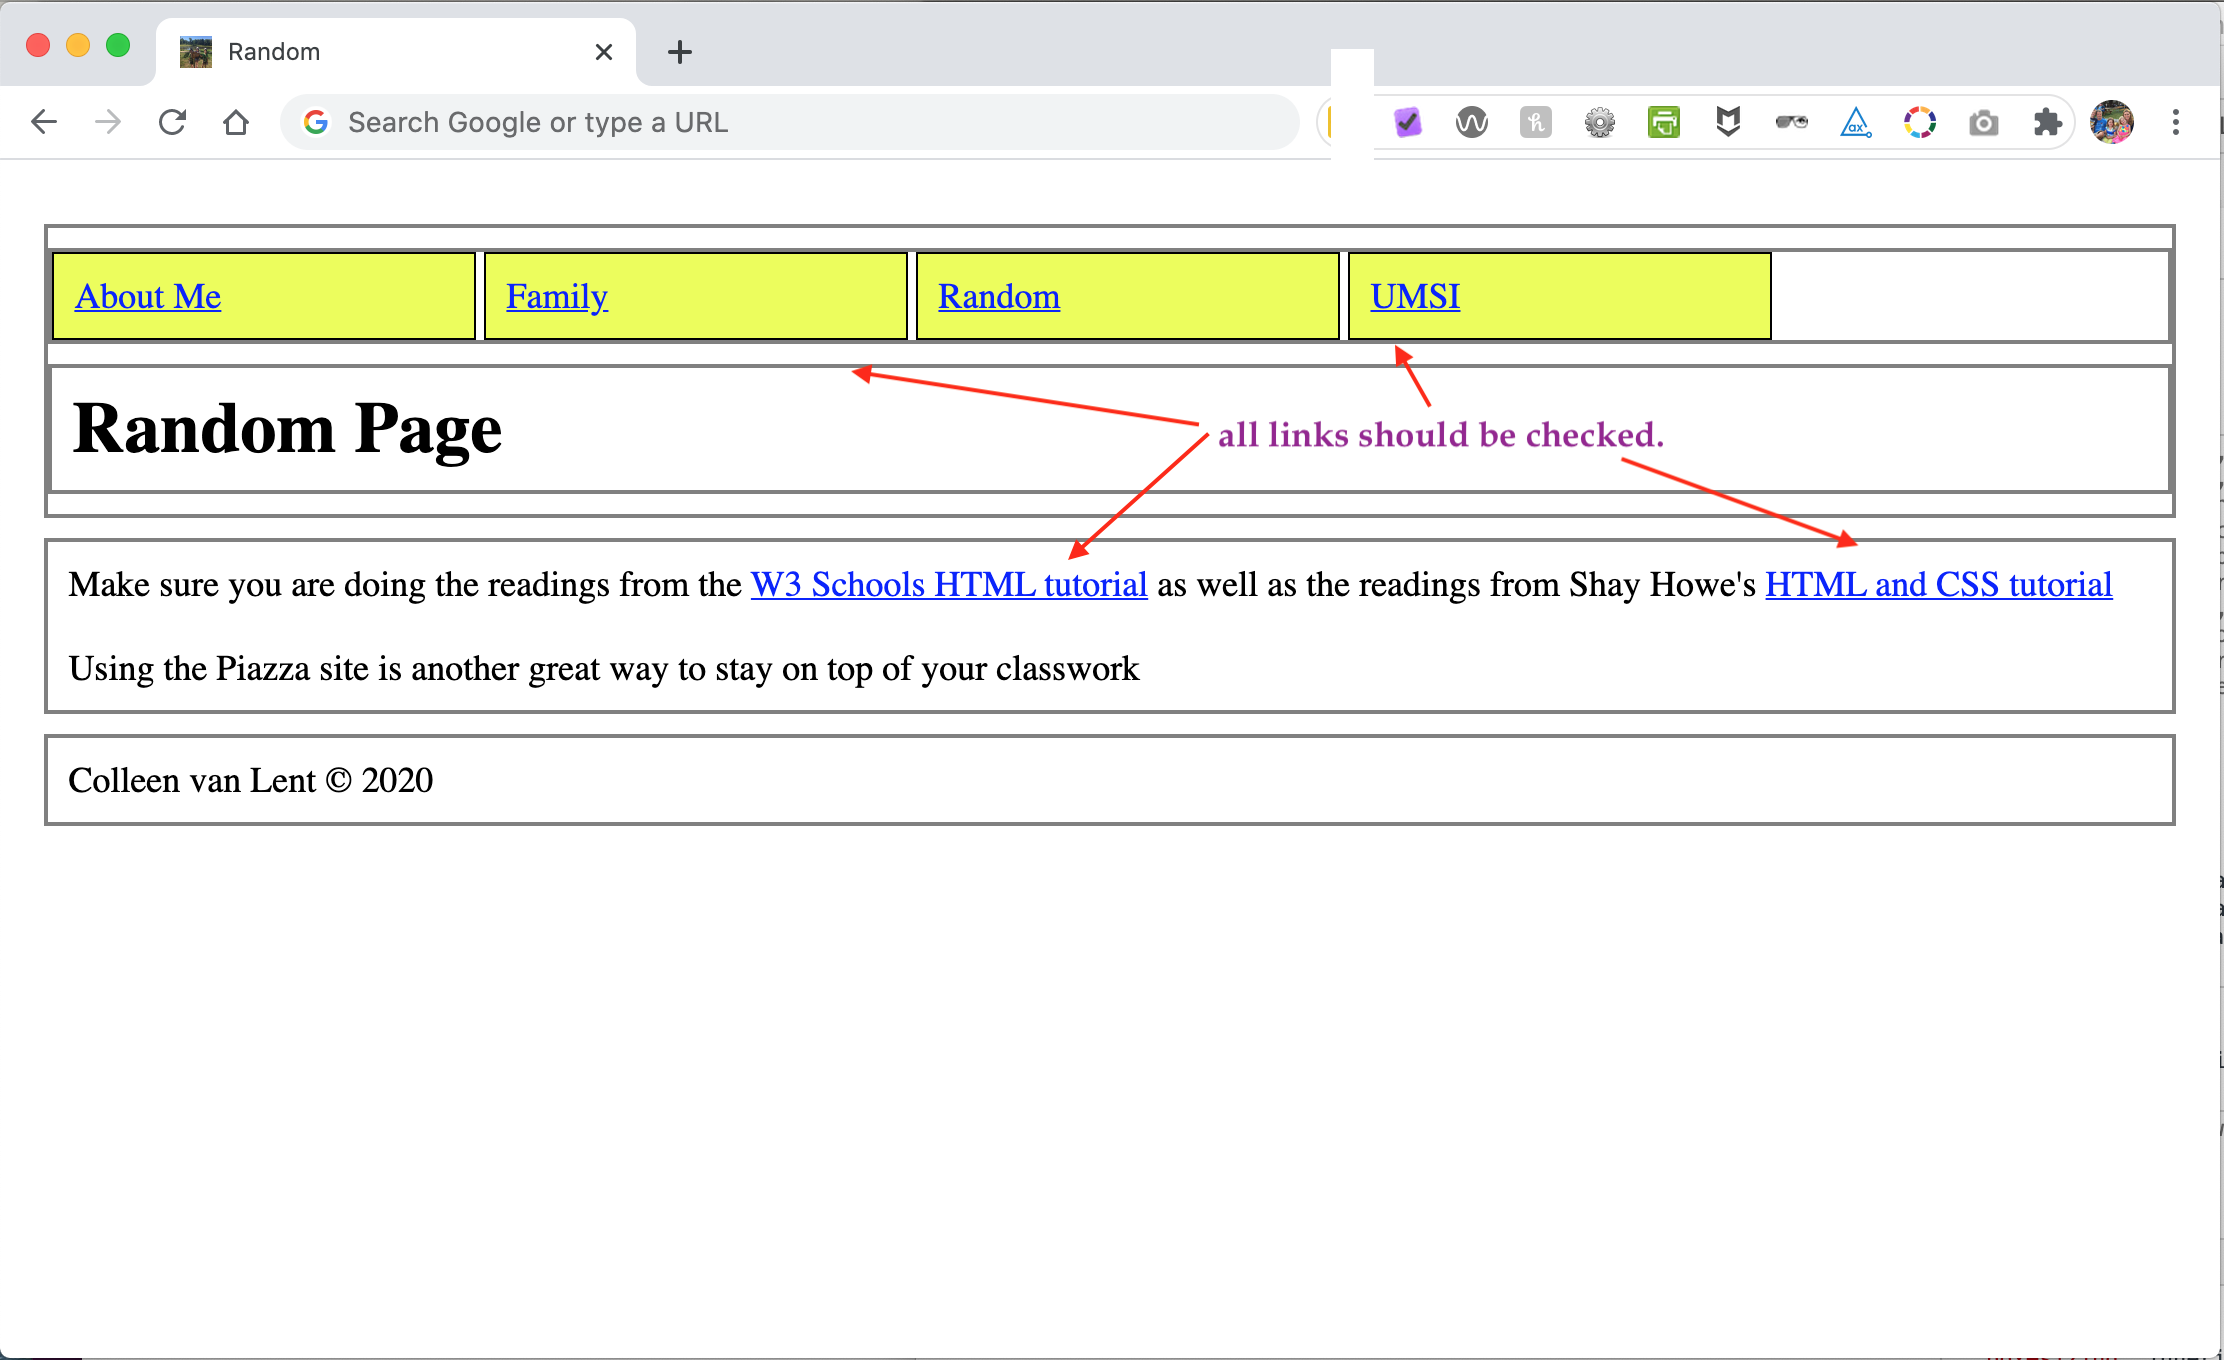 Random
Search Google or type a URL
About Me
Family
Random
UMSI
Random Page
all links should be checked.
Make sure you are doing the readings from the W3 Schools HTML tutorial as well as the readings from Shay Howe's HTML and CSS tutorial
Using the Piazza site is another great way to stay on top of your classwork
Colleen van Lent © 2020